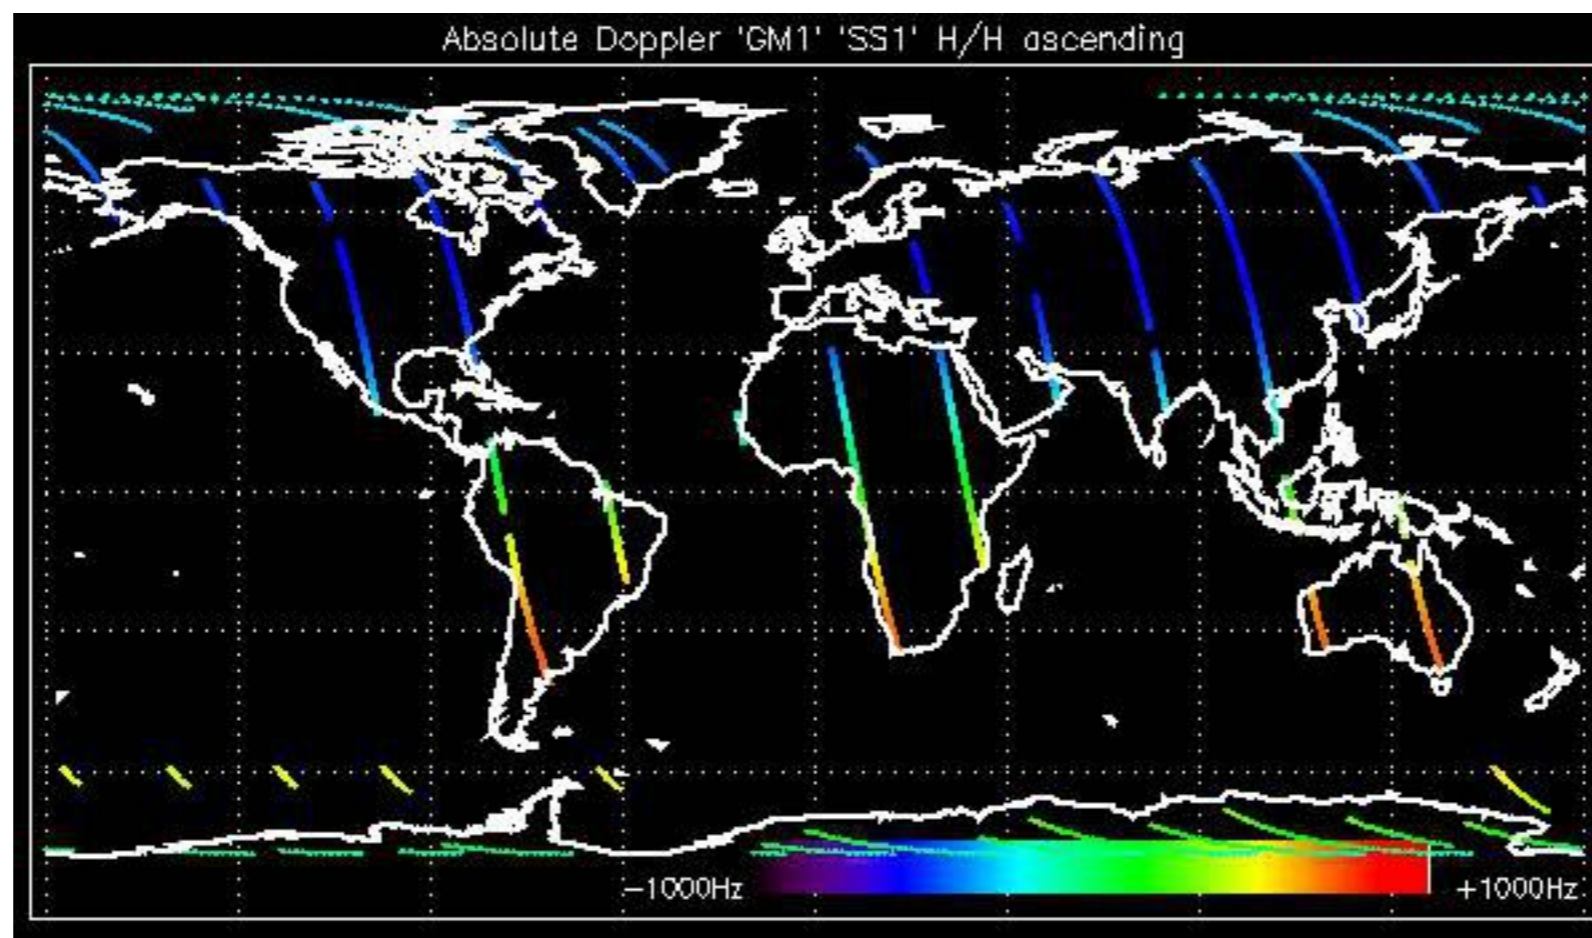 Absolute Doppler 'GM1' 'SS1' H/H ascending
−1000Hz +1000Hz